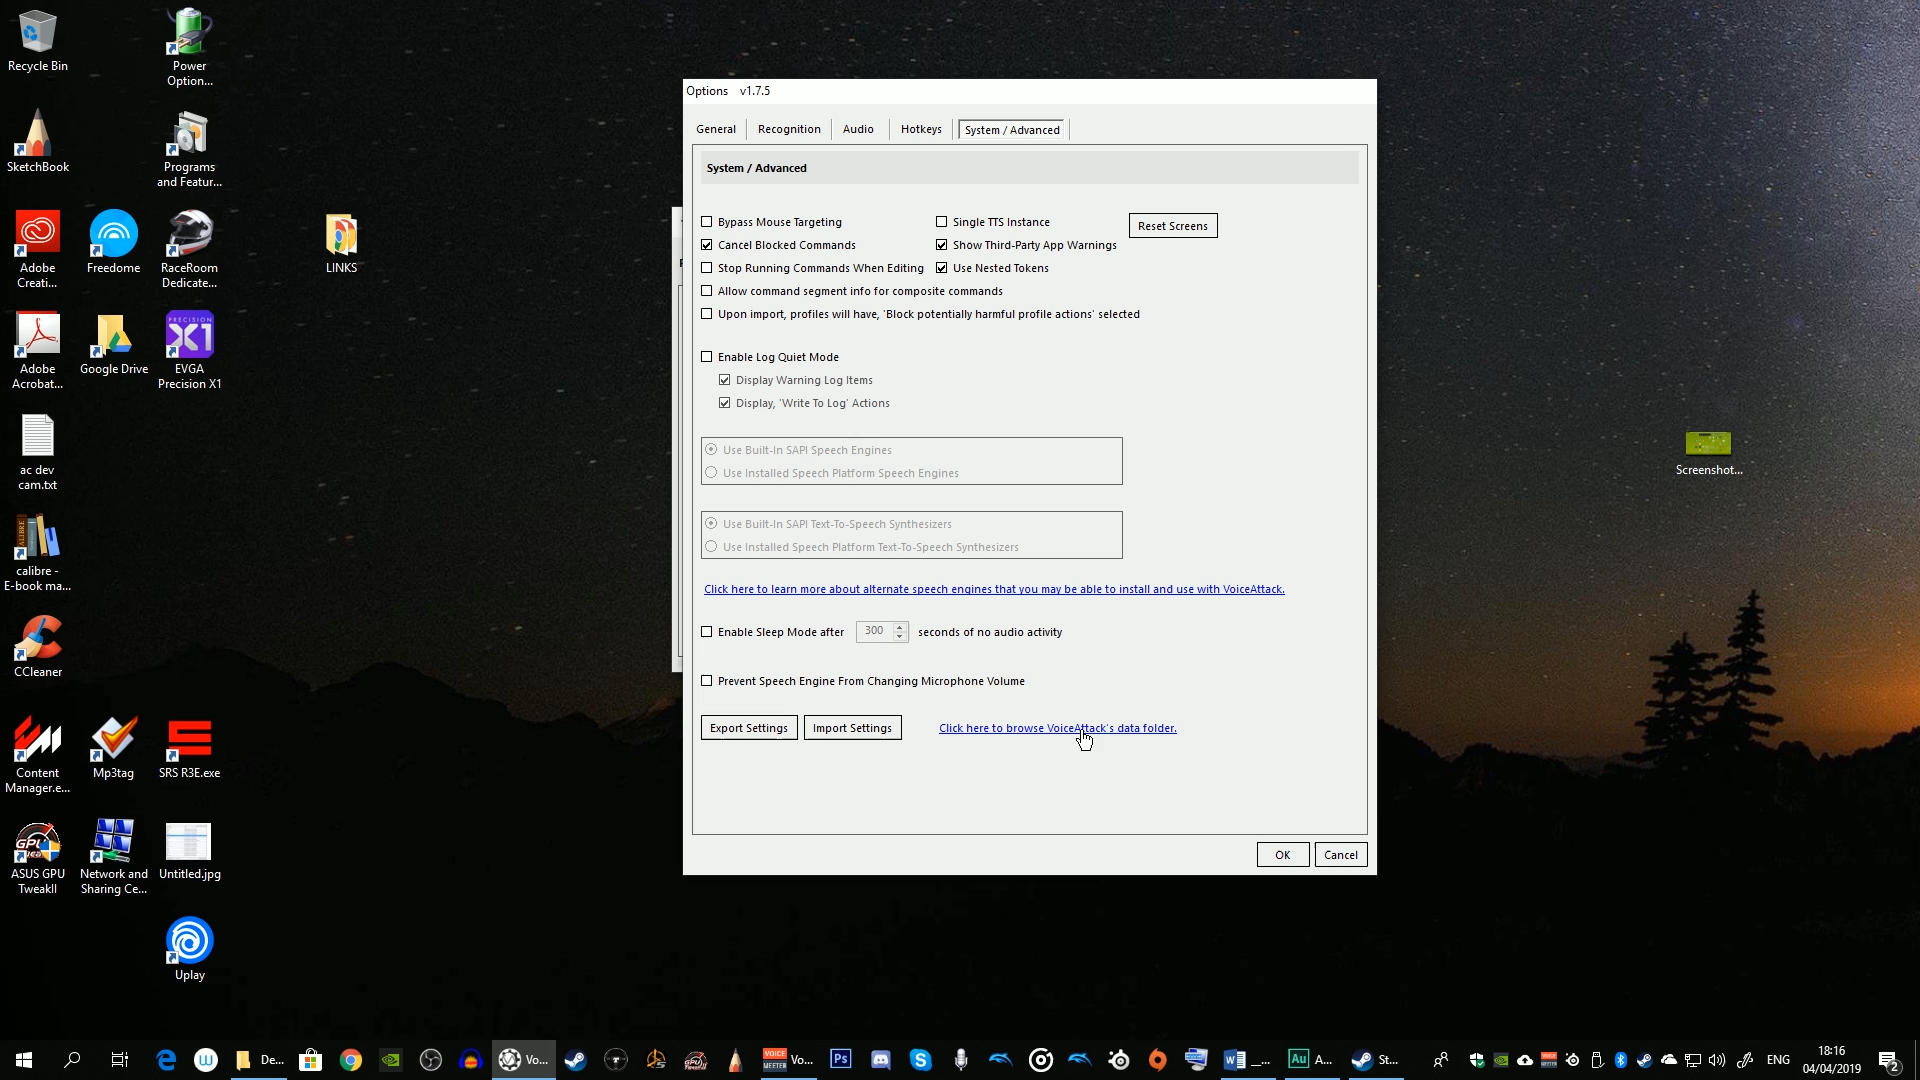 Recycle Bin
Power
Option...
SketchBook
Programs
and Featur...
Adobe
Creati...
Freedome
RaceRoom
Dedicate...
LINKS
Adobe
Acrobat...
Google Drive
PRECISION
X1
EVGA
Precision X1
ac dev
cam.txt
calibre -
E-book ma...
CCleaner
Content
Manager.e...
Mp3tag
SRS R3E.exe
ASUS GPU
TweakII
Network and
Sharing Ce...
Untitled.jpg
Uplay
Screenshot...
Options v1.7.5
General
Recognition
Audio
Hotkeys
System / Advanced
System / Advanced
Bypass Mouse Targeting
Single TTS Instance
Reset Screens
Cancel Blocked Commands
Show Third-Party App Warnings
Stop Running Commands When Editing
Use Nested Tokens
Allow command segment info for composite commands
Upon import, profiles will have, 'Block potentially harmful profile actions' selected
Enable Log Quiet Mode
Display Warning Log Items
Display, 'Write To Log' Actions
Use Built-In SAPI Speech Engines
Use Installed Speech Platform Speech Engines
Use Built-In SAPI Text-To-Speech Synthesizers
Use Installed Speech Platform Text-To-Speech Synthesizers
Click here to learn more about alternate speech engines that you may be able to install and use with VoiceAttack.
Enable Sleep Mode after 300 seconds of no audio activity
Prevent Speech Engine From Changing Microphone Volume
Export Settings
Import Settings
Click here to browse VoiceAttack's data folder.
OK
Cancel
De...
Vo...
VOICE
MEETER
Vo...
Ps
_...
Au
A...
St...
ENG
18:16
04/04/2019
2